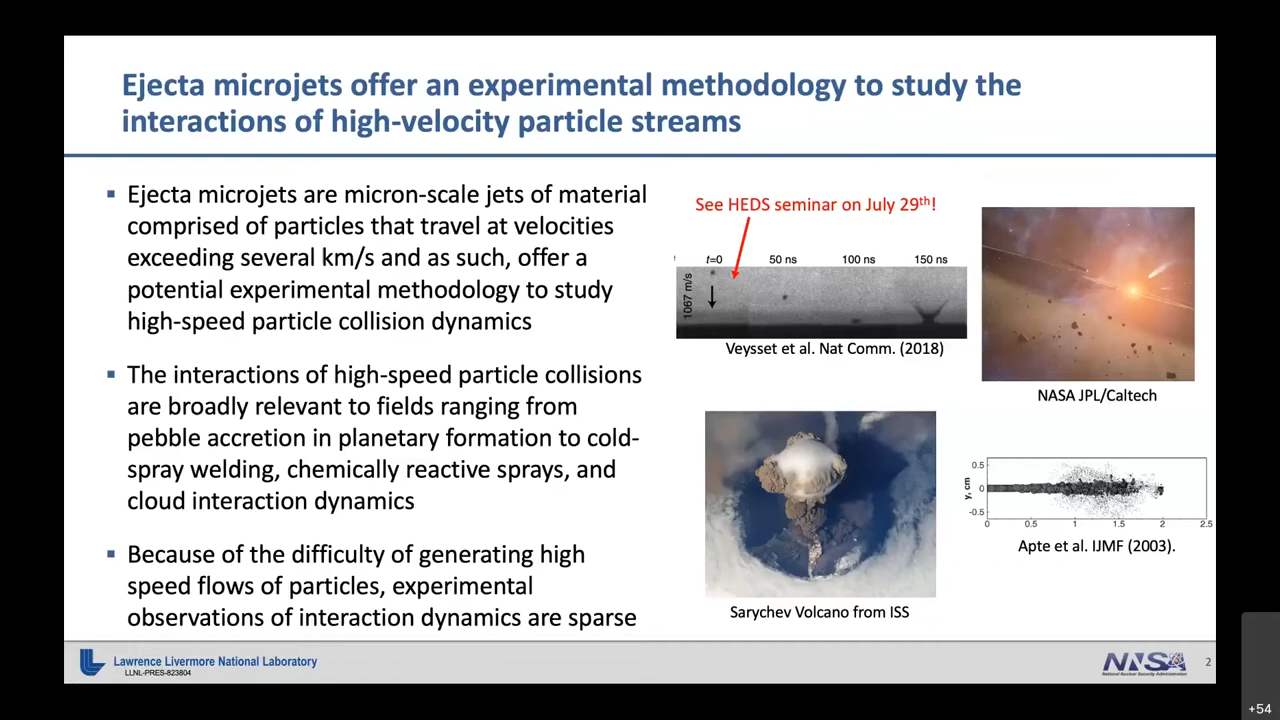 Ejecta microjets offer an experimental methodology to study the
interactions of high-velocity particle streams
▪ Ejecta microjets are micron-scale jets of material
comprised of particles that travel at velocities
exceeding several km/s and as such, offer a
potential experimental methodology to study
high-speed particle collision dynamics
▪ The interactions of high-speed particle collisions
are broadly relevant to fields ranging from
pebble accretion in planetary formation to cold-
spray welding, chemically reactive sprays, and
cloud interaction dynamics
▪ Because of the difficulty of generating high
speed flows of particles, experimental
observations of interaction dynamics are sparse
See HEDS seminar on July 29th!
t=0 50 ns 100 ns 150 ns
1067 m/s
Veysset et al. Nat Comm. (2018)
NASA JPL/Caltech
Sarychev Volcano from ISS
y, cm
0.5
0
-0.5
0 0.5 1 1.5 2 2.5
Apte et al. IJMF (2003).
Lawrence Livermore National Laboratory
LLNL-PRES-823804
NNSA
National Nuclear Security Administration
2
+54